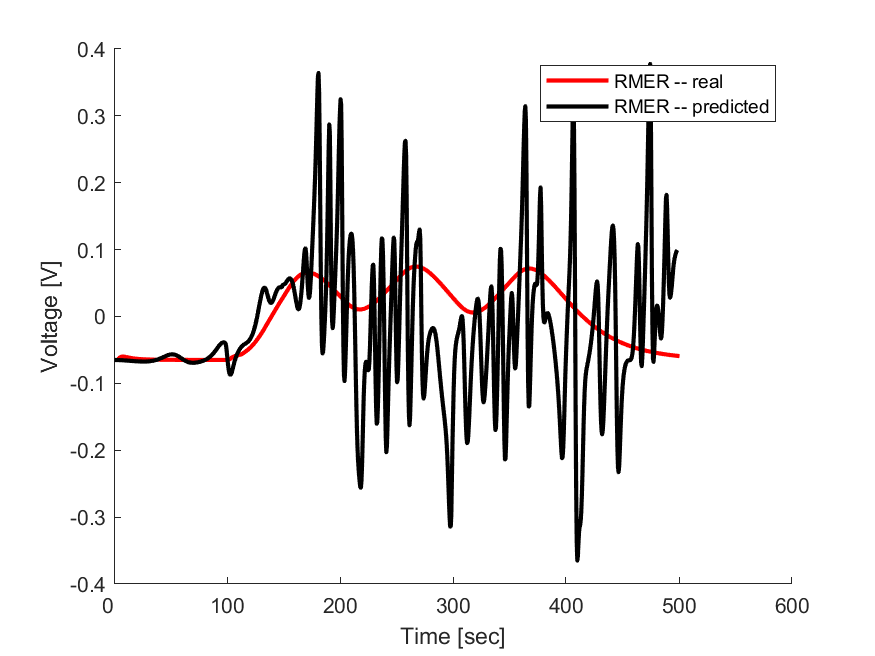 0.4
0.3
0.2
0.1
0
-0.1
-0.2
-0.3
-0.4
Voltage [V]
RMER -- real
RMER -- predicted
0 100 200 300 400 500 600
Time [sec]